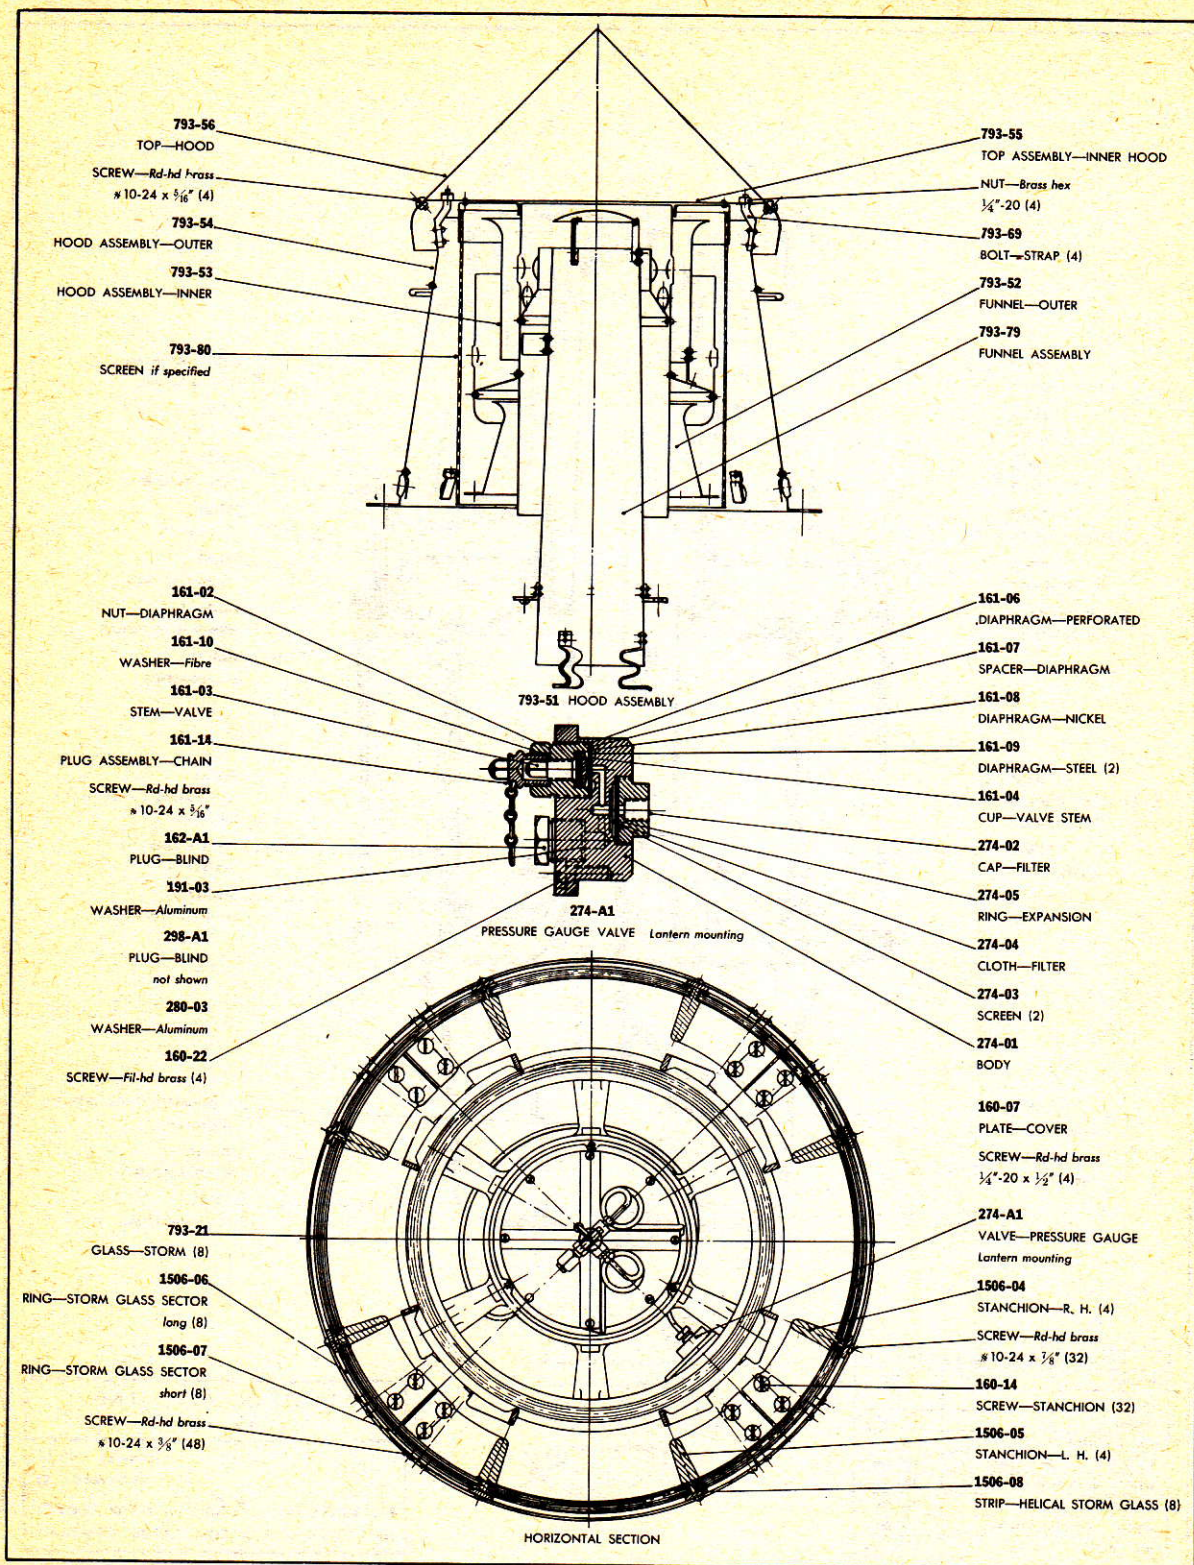 793-56
TOP—HOOD
SCREW—Rd-hd brass
#10-24 x 5/16" (4)
793-54
HOOD ASSEMBLY—OUTER
793-53
HOOD ASSEMBLY—INNER
793-80
SCREEN if specified
793-55
TOP ASSEMBLY—INNER HOOD
NUT—Brass hex
1/4"-20 (4)
793-69
BOLT—STRAP (4)
793-52
FUNNEL—OUTER
793-79
FUNNEL ASSEMBLY
793-51 HOOD ASSEMBLY
161-02
NUT—DIAPHRAGM
161-10
WASHER—Fibre
161-03
STEM—VALVE
161-14
PLUG ASSEMBLY—CHAIN
SCREW—Rd-hd brass
#10-24 x 5/16"
162-A1
PLUG—BLIND
191-03
WASHER—Aluminum
298-A1
PLUG—BLIND
not shown
280-03
WASHER—Aluminum
160-22
SCREW—Fil-hd brass (4)
161-06
DIAPHRAGM—PERFORATED
161-07
SPACER—DIAPHRAGM
161-08
DIAPHRAGM—NICKEL
161-09
DIAPHRAGM—STEEL (2)
161-04
CUP—VALVE STEM
274-02
CAP—FILTER
274-05
RING—EXPANSION
274-04
CLOTH—FILTER
274-03
SCREEN (2)
274-01
BODY
274-A1
PRESSURE GAUGE VALVE Lantern mounting
160-07
PLATE—COVER
SCREW—Rd-hd brass
1/4"-20 x 1/2" (4)
274-A1
VALVE—PRESSURE GAUGE
Lantern mounting
1506-04
STANCHION—R. H. (4)
SCREW—Rd-hd brass
#10-24 x 7/8" (32)
160-14
SCREW—STANCHION (32)
1506-05
STANCHION—L. H. (4)
1506-08
STRIP—HELICAL STORM GLASS (8)
793-21
GLASS—STORM (8)
1506-06
RING—STORM GLASS SECTOR
long (8)
1506-07
RING—STORM GLASS SECTOR
short (8)
SCREW—Rd-hd brass
#10-24 x 3/8" (48)
HORIZONTAL SECTION